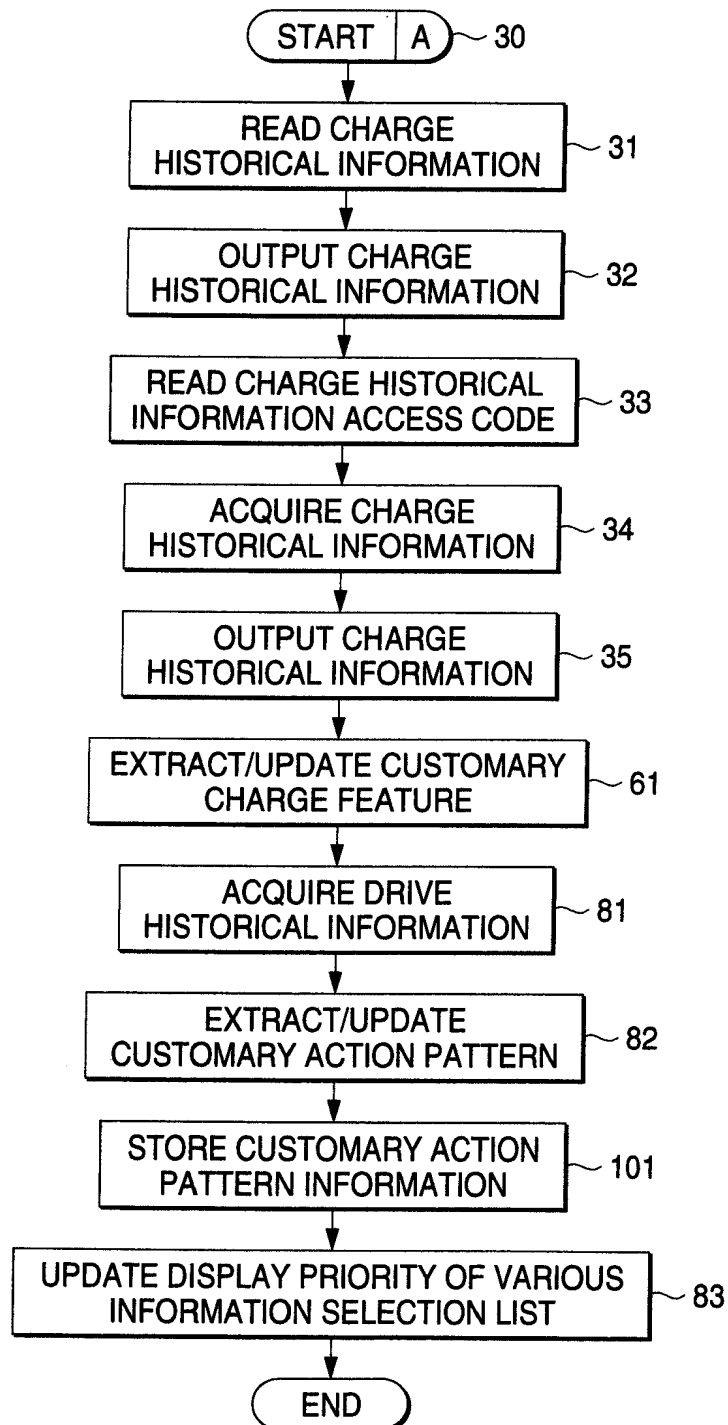 START A 30
READ CHARGE
HISTORICAL INFORMATION 31
OUTPUT CHARGE
HISTORICAL INFORMATION 32
READ CHARGE HISTORICAL
INFORMATION ACCESS CODE 33
ACQUIRE CHARGE
HISTORICAL INFORMATION 34
OUTPUT CHARGE
HISTORICAL INFORMATION 35
EXTRACT/UPDATE CUSTOMARY
CHARGE FEATURE 61
ACQUIRE DRIVE
HISTORICAL INFORMATION 81
EXTRACT/UPDATE
CUSTOMARY ACTION PATTERN 82
STORE CUSTOMARY ACTION
PATTERN INFORMATION 101
UPDATE DISPLAY PRIORITY OF VARIOUS
INFORMATION SELECTION LIST 83
END